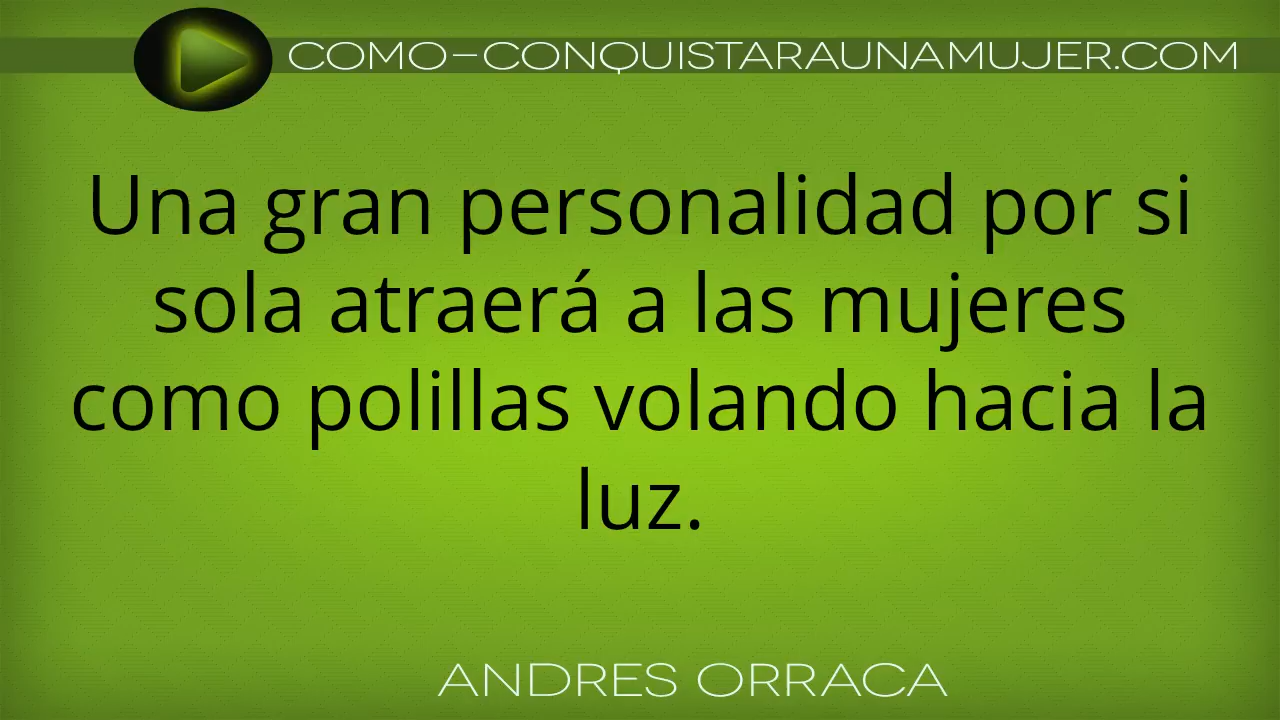 COMO-CONQUISTARAUNAMUJER.COM
Una gran personalidad por si
sola atraerá a las mujeres
como polillas volando hacia la
luz.
ANDRES ORRACA